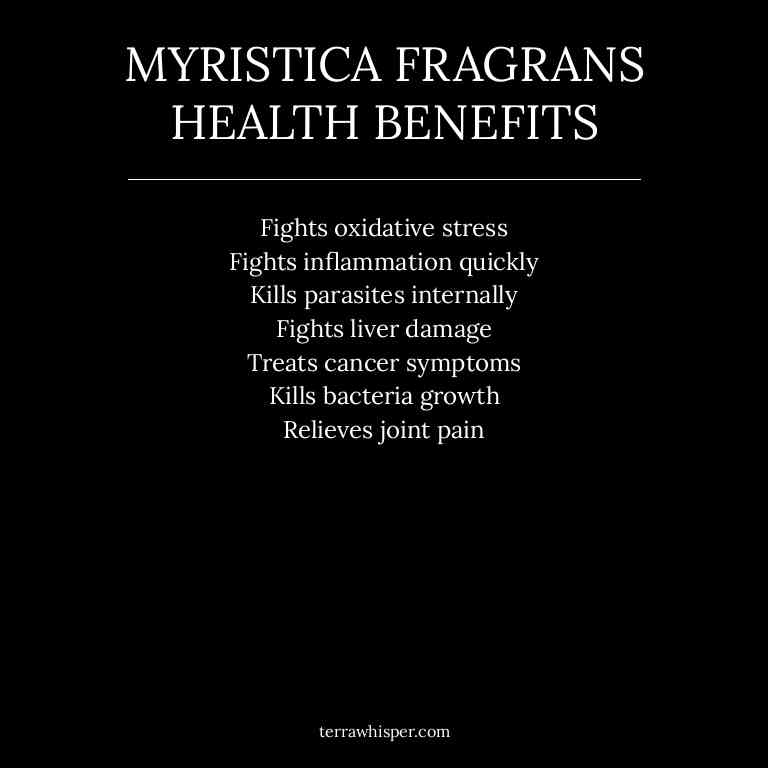 MYRISTICA FRAGRANS
HEALTH BENEFITS
Fights oxidative stress
Fights inflammation quickly
Kills parasites internally
Fights liver damage
Treats cancer symptoms
Kills bacteria growth
Relieves joint pain
terrawhisper.com